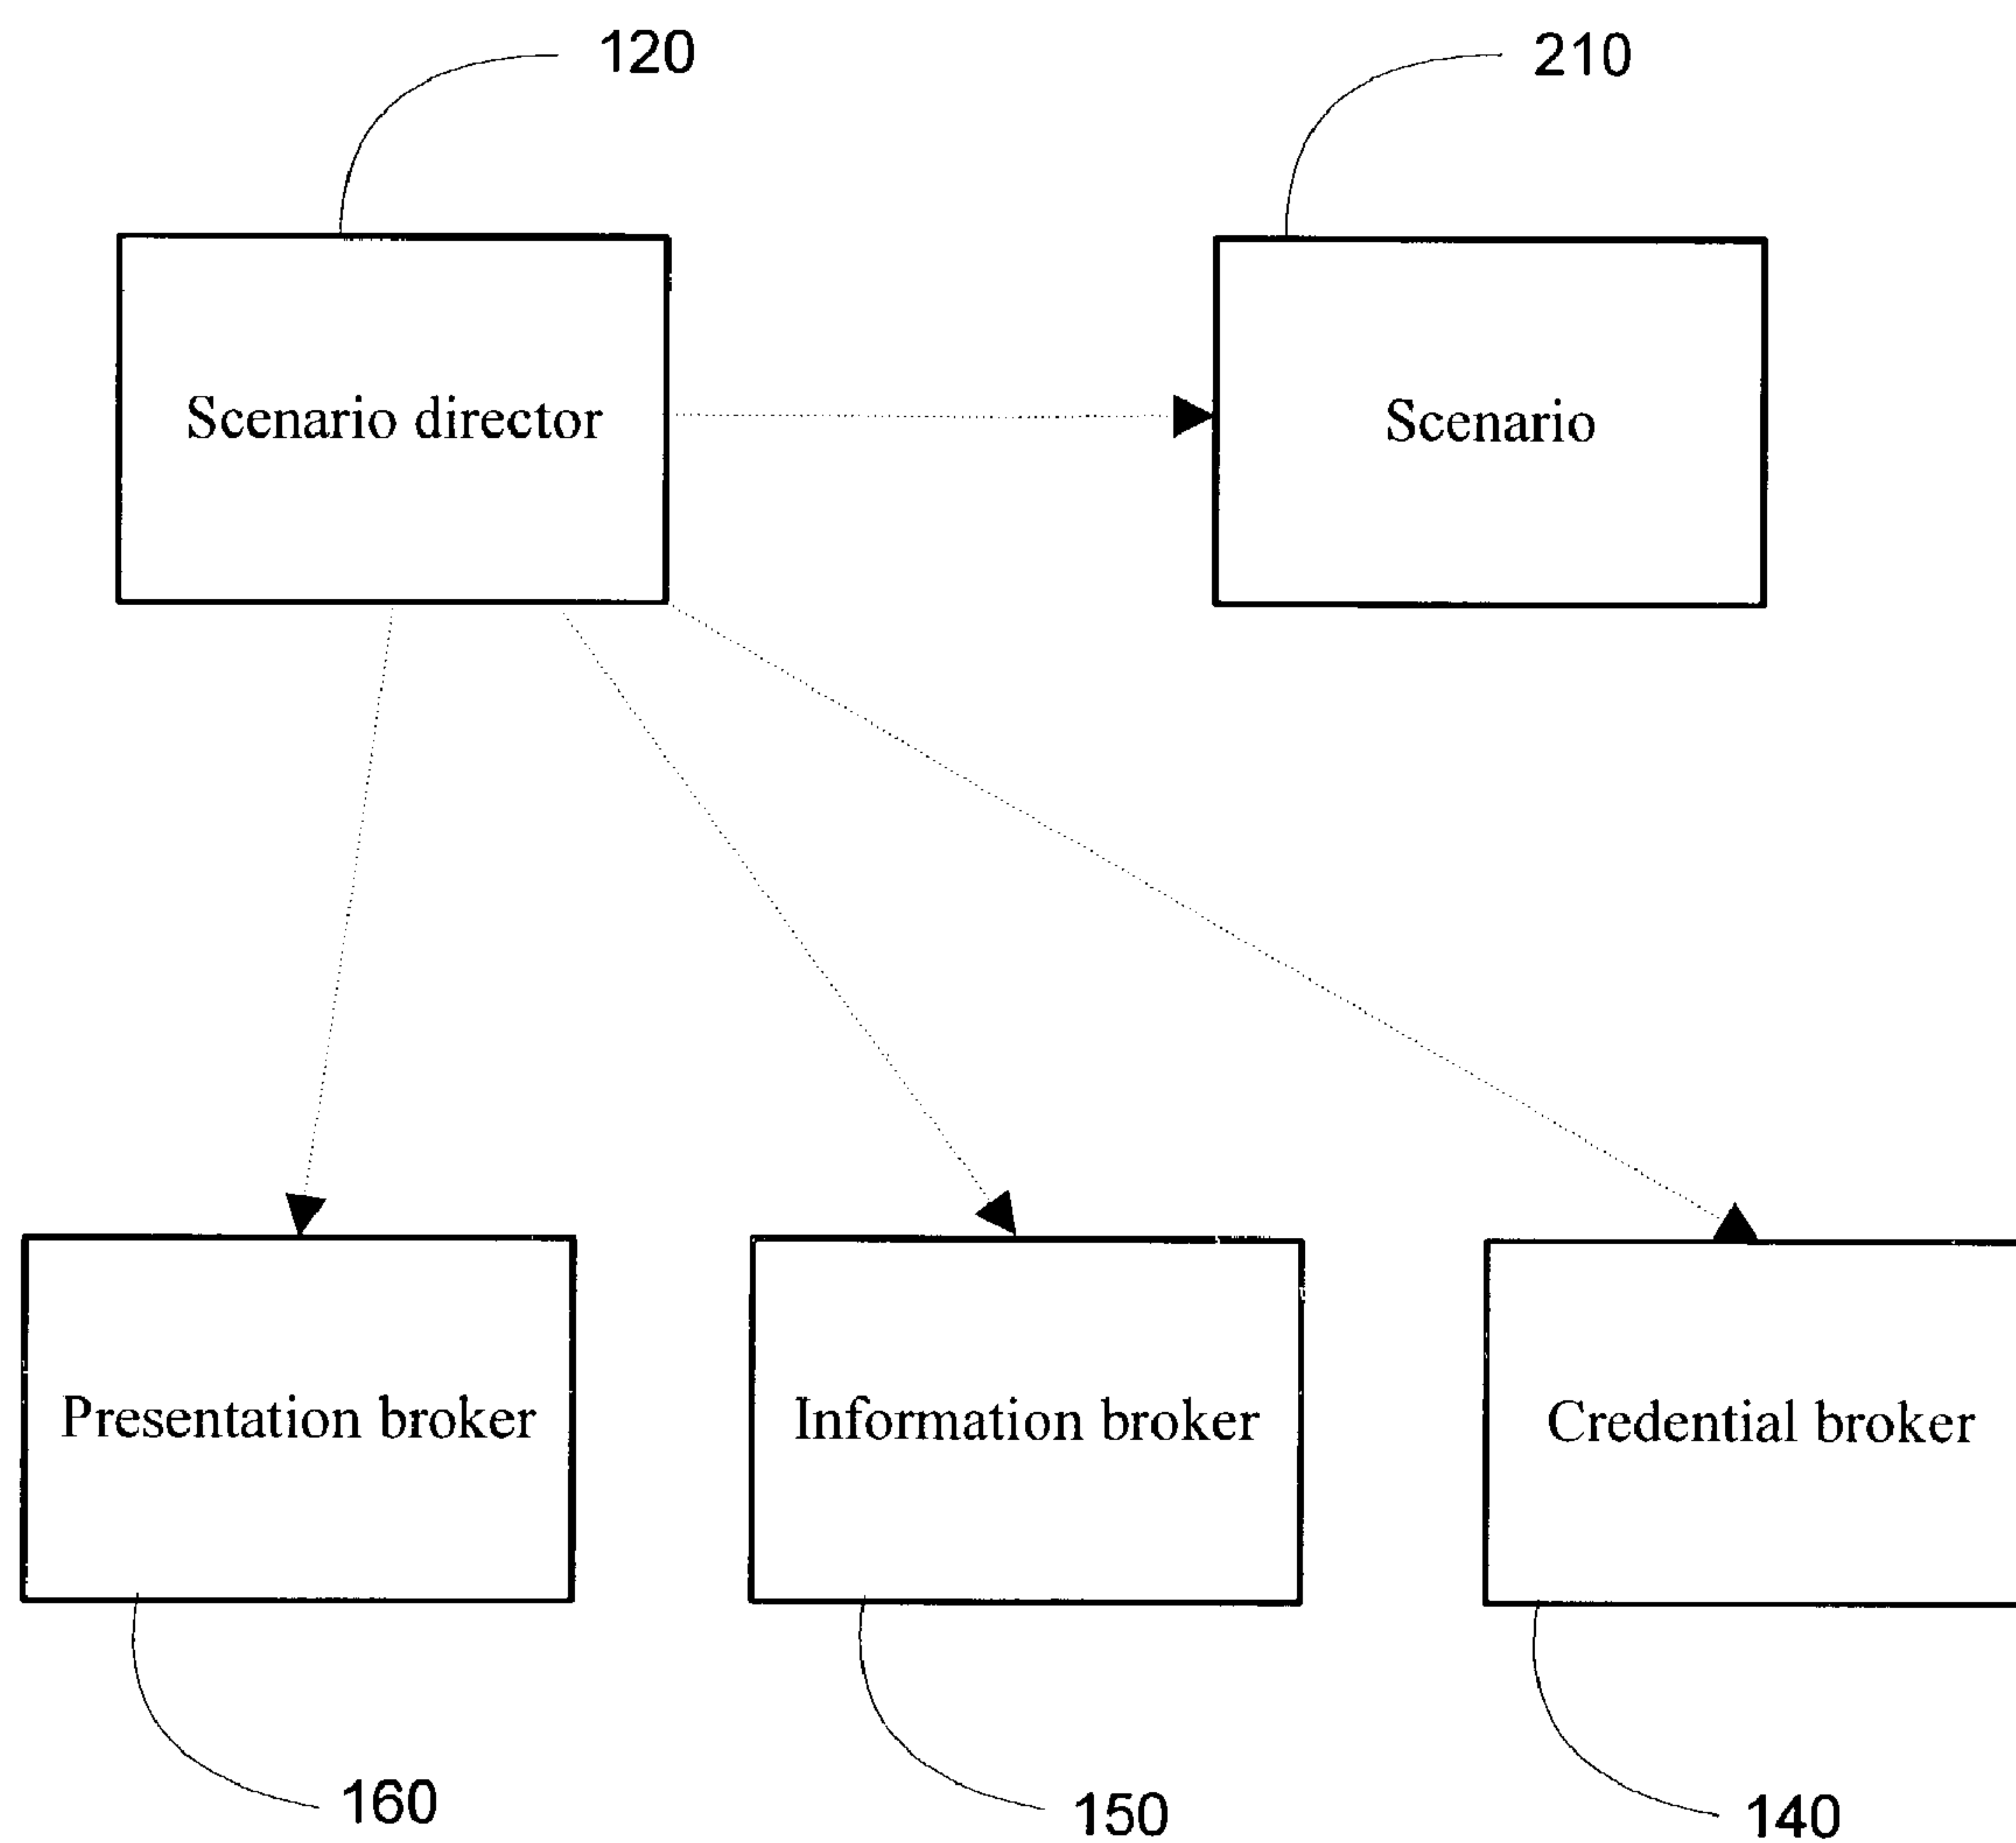 120
210
Scenario director
Scenario
Presentation broker
Information broker
Credential broker
160
150
140